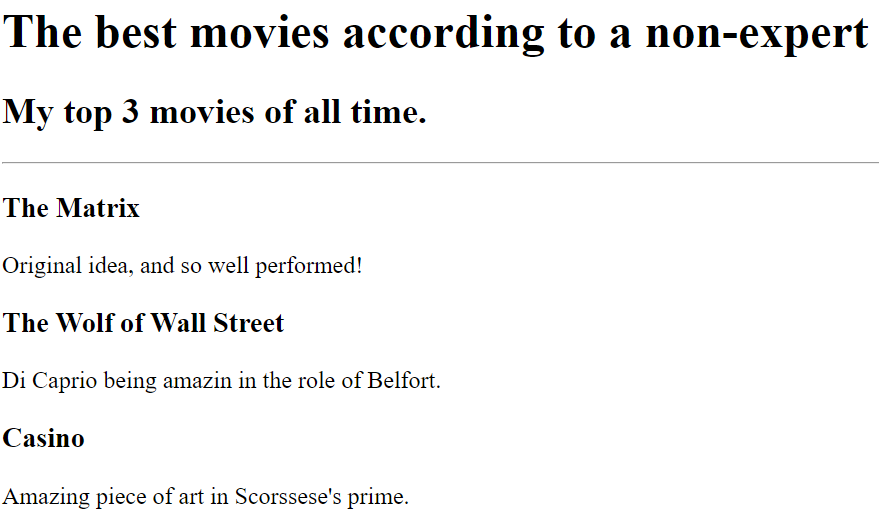 The best movies according to a non-expert
My top 3 movies of all time.
The Matrix
Original idea, and so well performed!
The Wolf of Wall Street
Di Caprio being amazin in the role of Belfort.
Casino
Amazing piece of art in Scorssese's prime.